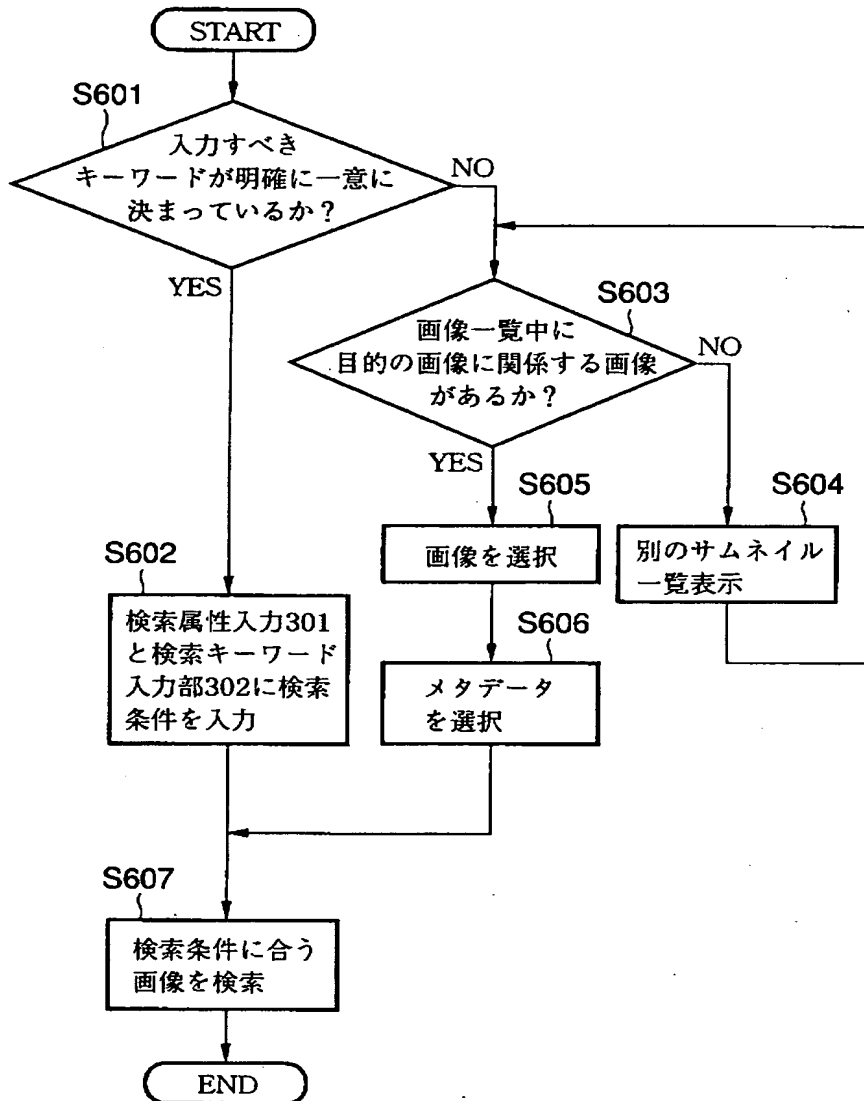 START
S601
入力すべき
キーワードが明確に一意に
決まっているか？
NO
YES
S603
画像一覧中に
目的の画像に関係する画像
があるか？
NO
YES
S605
画像を選択
S604
別のサムネイル
一覧表示
S602
検索属性入力301
と検索キーワード
入力部302に検索
条件を入力
S606
メタデータ
を選択
S607
検索条件に合う
画像を検索
END